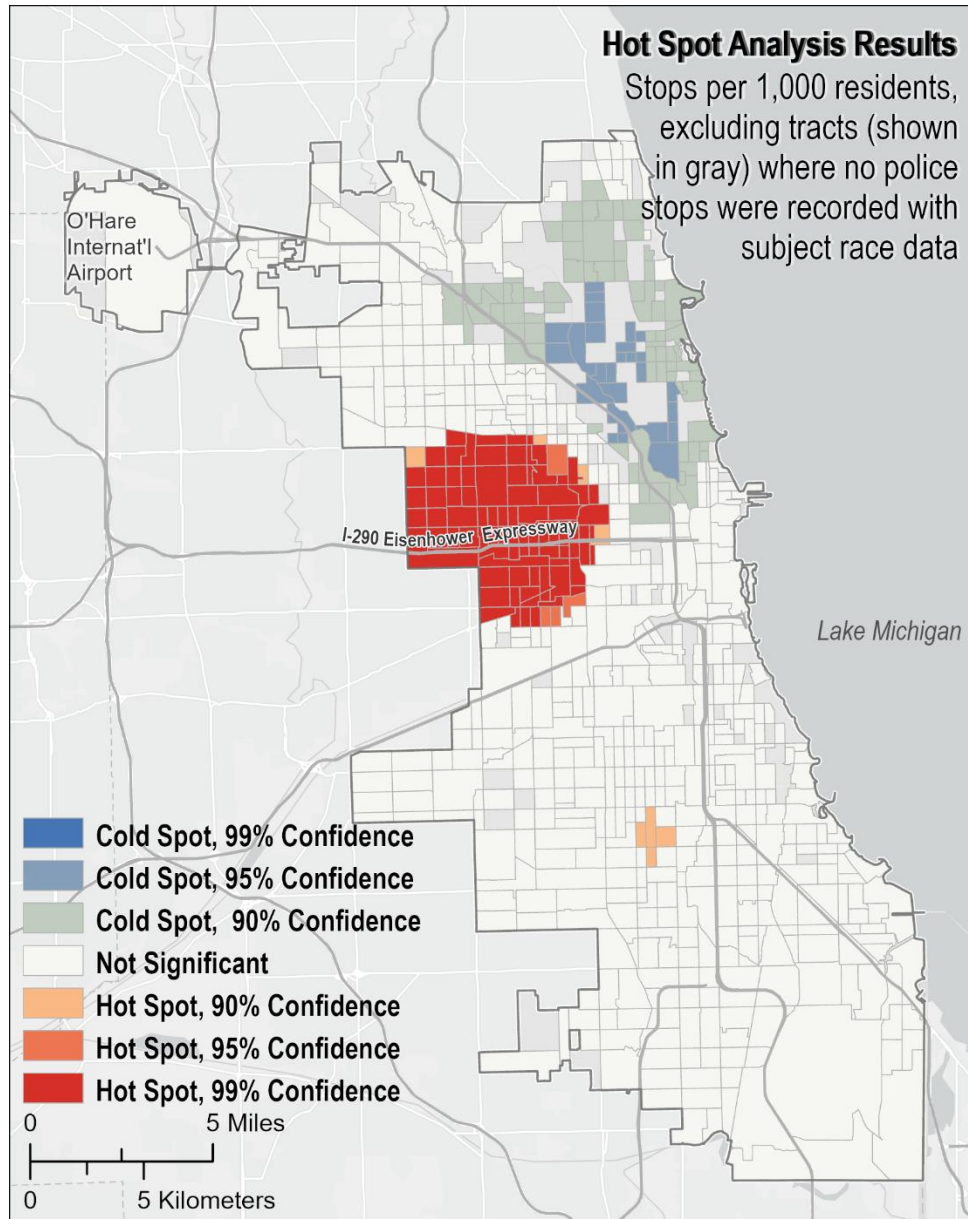 Hot Spot Analysis Results
Stops per 1,000 residents,
excluding tracts (shown
in gray) where no police
stops were recorded with
subject race data
O'Hare
Internat'l
Airport
I-290 Eisenhower Expressway
Lake Michigan
Cold Spot, 99% Confidence
Cold Spot, 95% Confidence
Cold Spot, 90% Confidence
Not Significant
Hot Spot, 90% Confidence
Hot Spot, 95% Confidence
Hot Spot, 99% Confidence
0 5 Miles
0 5 Kilometers